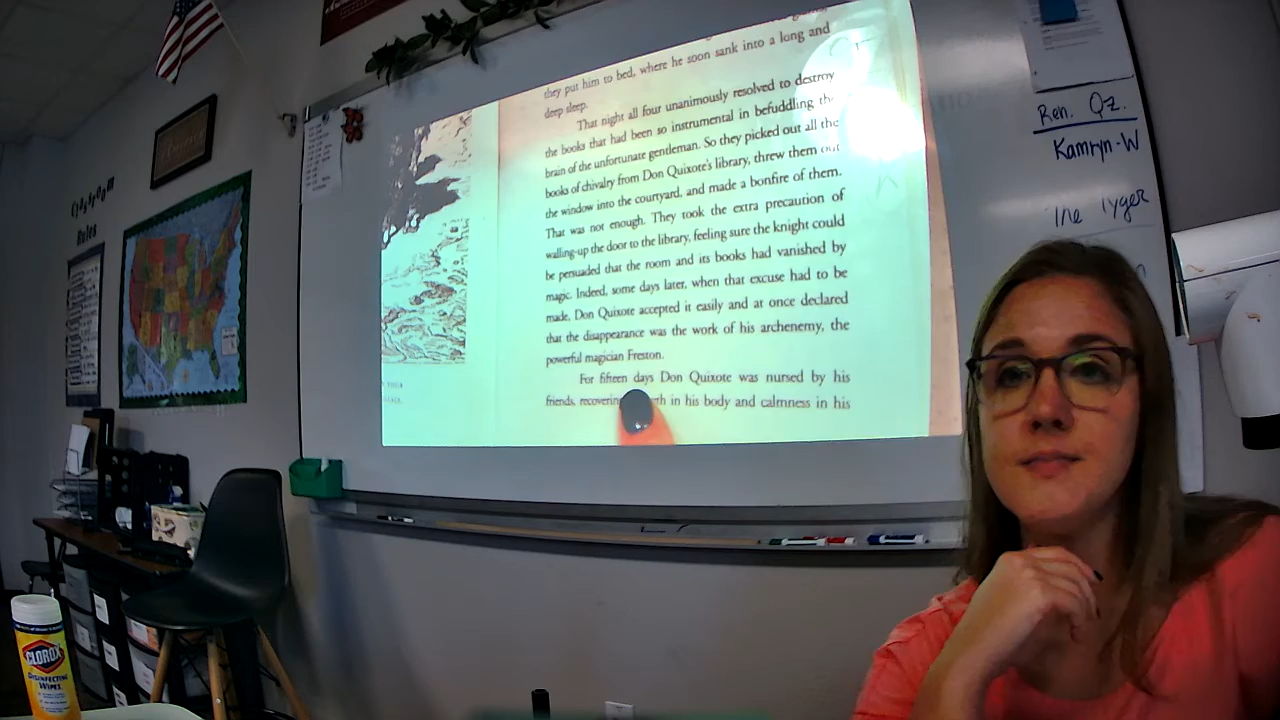 they put him to bed, where he soon sank into a long and
deep sleep.
That night all four unanimously resolved to destroy
the books that had been so instrumental in befuddling the
brain of the unfortunate gentleman. So they picked out all the
books of chivalry from Don Quixote's library, threw them out
the window into the courtyard, and made a bonfire of them.
That was not enough. They took the extra precaution of
walling-up the door to the library, feeling sure the knight could
be persuaded that the room and its books had vanished by
magic. Indeed, some days later, when that excuse had to be
made, Don Quixote accepted it easily and at once declared
that the disappearance was the work of his archenemy, the
powerful magician Freston.
For fifteen days Don Quixote was nursed by his
friends, recovering in his body and calmness in his
Ren. Qz.
Kamryn-W
The Tyger
Classroom
Rules
CLOROX
DISINFECTING
WIPES